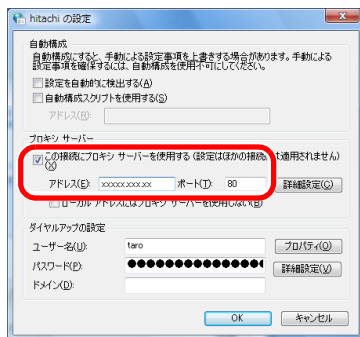 hitachi の設定
自動構成
自動構成にすると、手動による設定事項を上書きする場合があります。手動による
設定事項を確保するには、自動構成を使用不可にしてください。
設定を自動的に検出する(A)
自動構成スクリプトを使用する(S)
アドレス(R):
プロキシ サーバー
この接続にプロキシ サーバーを使用する (設定はほかの接続には適用されません)
(X)
アドレス(E): xxxxx.xxx.xx ポート(T): 80 詳細設定(C)
ローカル アドレスにはプロキシ サーバーを使用しない(B)
ダイヤルアップの設定
ユーザー名(U): taro プロパティ(O)
パスワード(P): ●●●●●●●●●●●●●●● 詳細設定(V)
ドメイン(D):
OK キャンセル